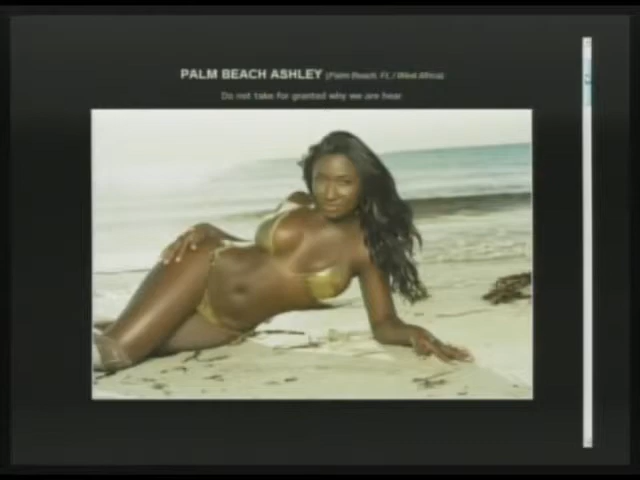 PALM BEACH ASHLEY (Palm Beach, FL / West Africa)
Do not take for granted why we are hear